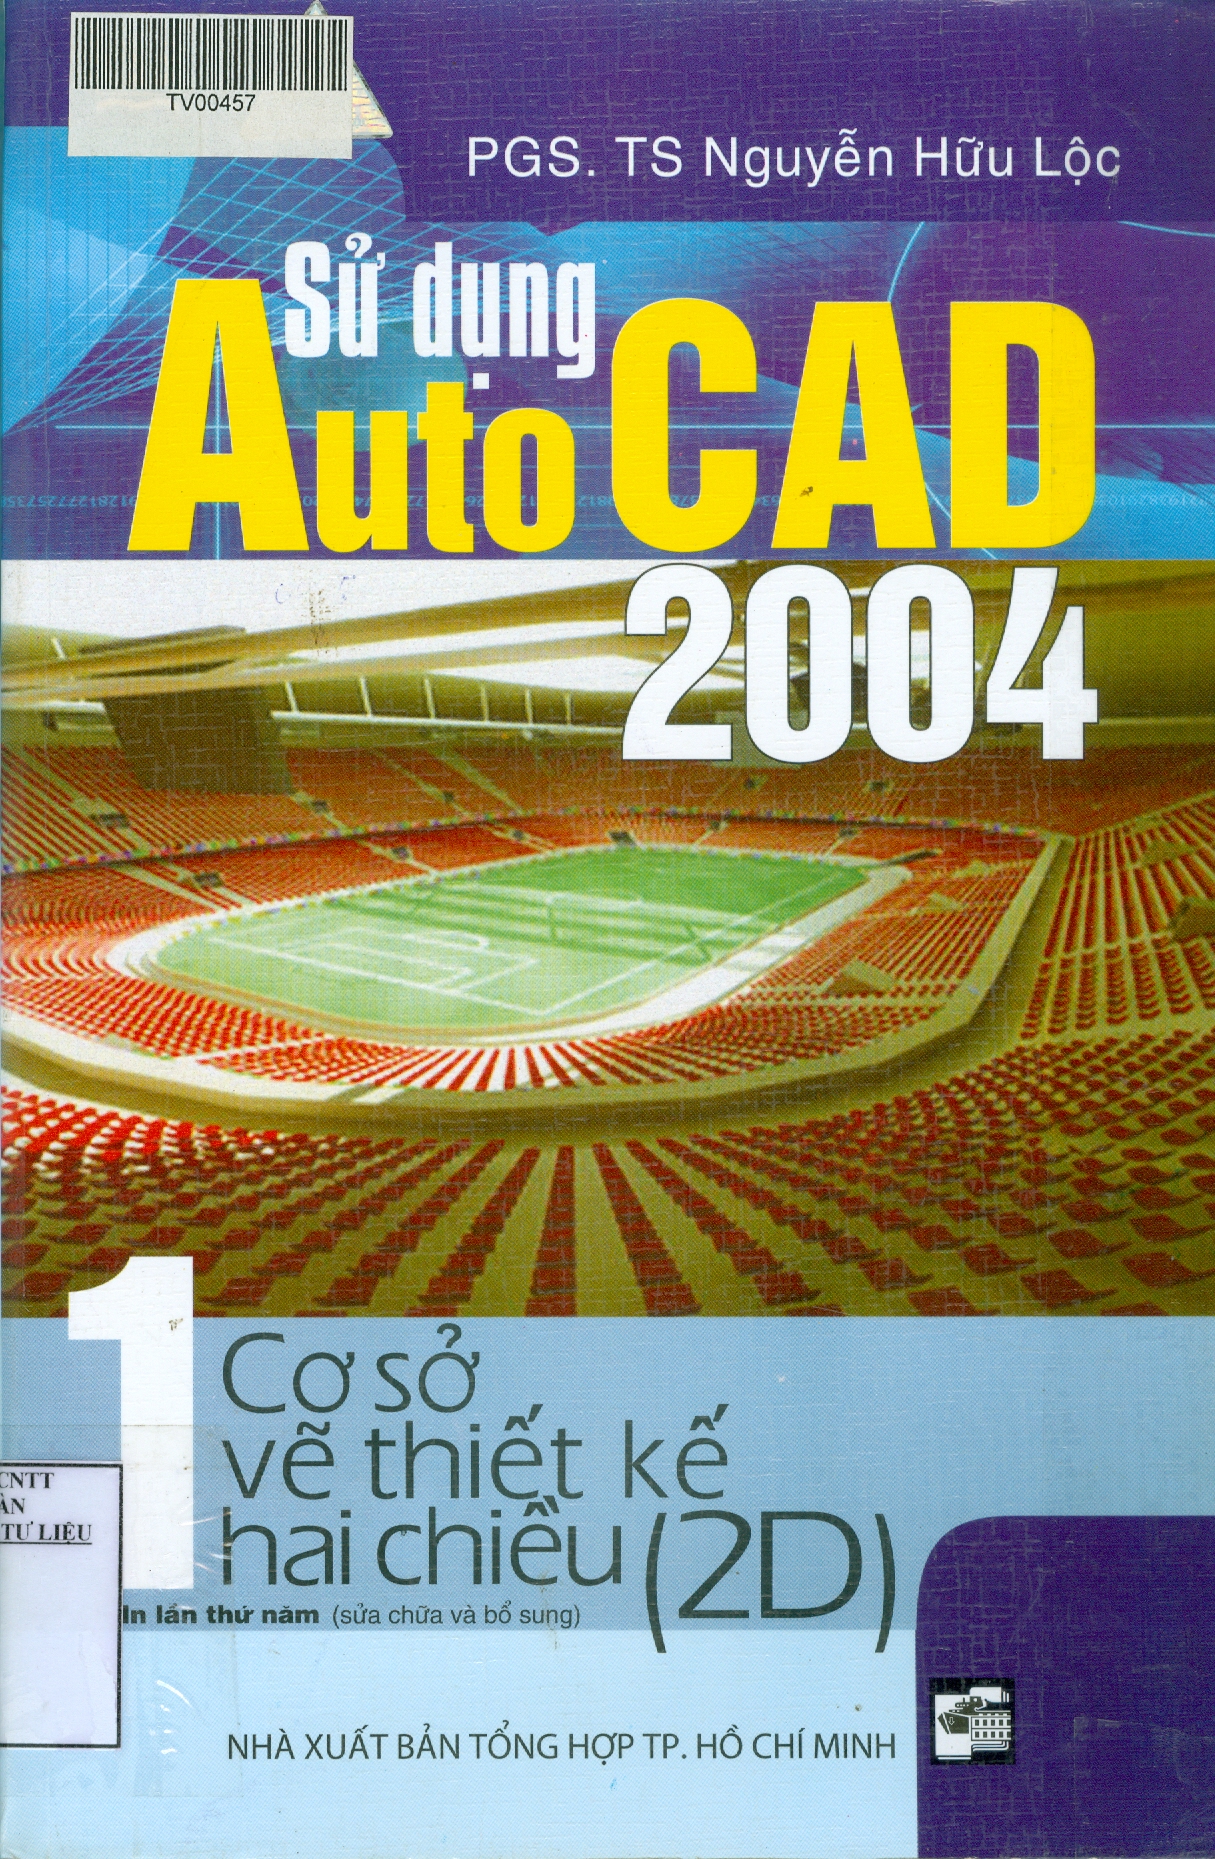 TV00457
PGS. TS Nguyễn Hữu Lộc
Sử dụng
AutoCAD
2004
1
Cơ sở
vẽ thiết kế
hai chiều (2D)
In lần thứ năm (sửa chữa và bổ sung)
CNTT
ÀN
TƯ LIỆU
NHÀ XUẤT BẢN TỔNG HỢP TP. HỒ CHÍ MINH